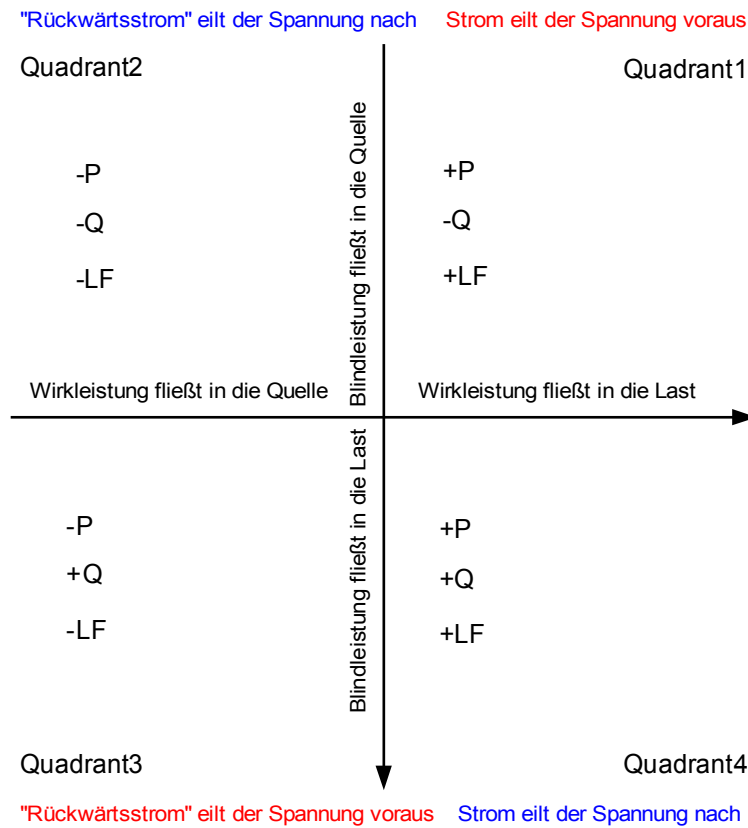 "Rückwärtsstrom" eilt der Spannung nach
Strom eilt der Spannung voraus
Quadrant2
Quadrant1
-P
-Q
-LF
+P
-Q
+LF
Blindleistung fließt in die Quelle
Wirkleistung fließt in die Quelle
Wirkleistung fließt in die Last
Blindleistung fließt in die Last
-P
+Q
-LF
+P
+Q
+LF
Quadrant3
Quadrant4
"Rückwärtsstrom" eilt der Spannung voraus
Strom eilt der Spannung nach